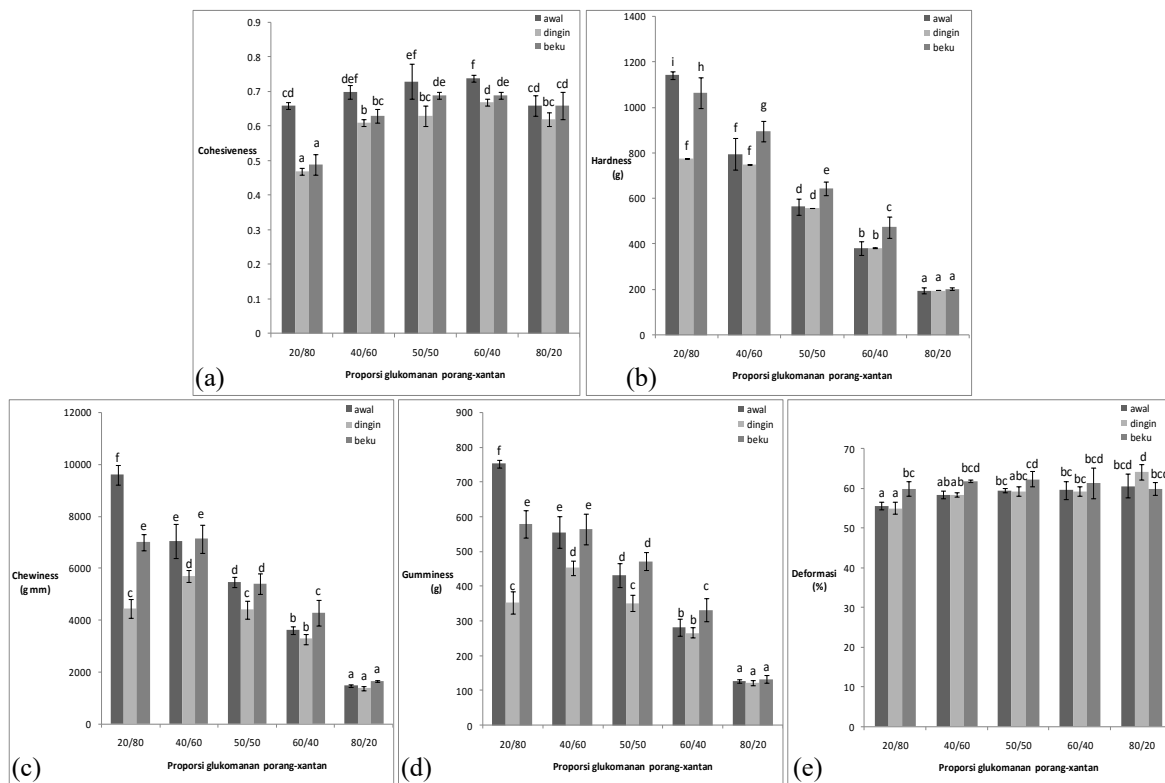 awal
dingin
beku
0.9
0.8
0.7
0.6
0.5
0.4
0.3
0.2
0.1
0
Cohesiveness
cd
a
a
def
b
bc
ef
bc
de
f
d
de
cd
bc
cd
20/80 40/60 50/50 60/40 80/20
Proporsi glukomanan porang-xantan
(a)
awal
dingin
beku
1400
1200
1000
800
600
400
200
0
Hardness
(g)
i
f
h
f
f
g
d
d
e
b
b
c
a
a
a
20/80 40/60 50/50 60/40 80/20
Proporsi glukomanan porang-xantan
(b)
awal
dingin
beku
12000
10000
8000
6000
4000
2000
0
Chewiness
(g mm)
f
c
e
e
d
e
d
c
d
b
b
c
a
a
a
20/80 40/60 50/50 60/40 80/20
Proporsi glukomanan porang-xantan
(c)
awal
dingin
beku
900
800
700
600
500
400
300
200
100
0
Gumminess
(g)
f
c
e
e
d
e
d
c
d
b
b
c
a
a
a
20/80 40/60 50/50 60/40 80/20
Proporsi glukomanan porang-xantan
(d)
awal
dingin
beku
70
60
50
40
30
20
10
0
Deformasi
(%)
a
a
bc
ab
ab
bcd
bc
abc
cd
bc
bc
bcd
bcd
d
bcd
20/80 40/60 50/50 60/40 80/20
Proporsi glukomanan porang-xantan
(e)